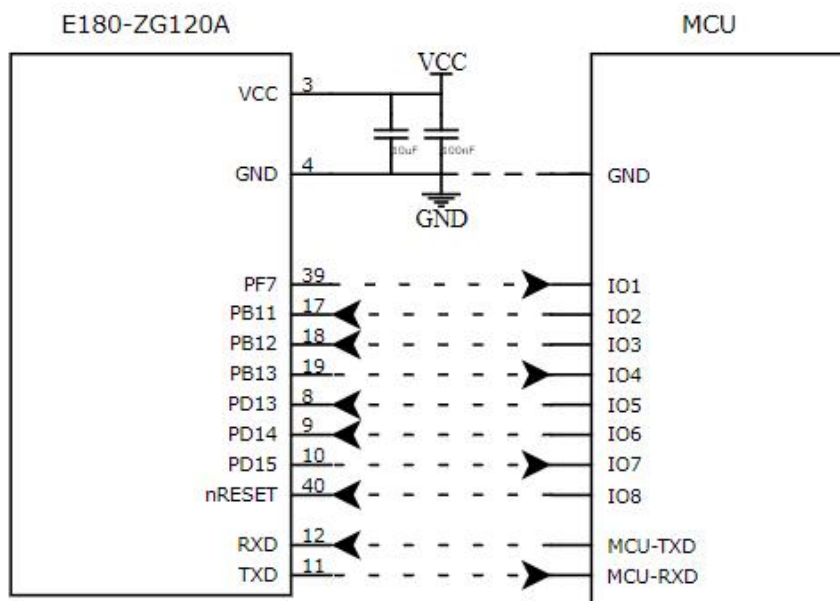 E180-ZG120A MCU
VCC
VCC 3
10uF 100nF
GND 4 GND
GND
PF7 39 IO1
PB11 17 IO2
PB12 18 IO3
PB13 19 IO4
PD13 8 IO5
PD14 9 IO6
PD15 10 IO7
nRESET 40 IO8
RXD 12 MCU-TXD
TXD 11 MCU-RXD